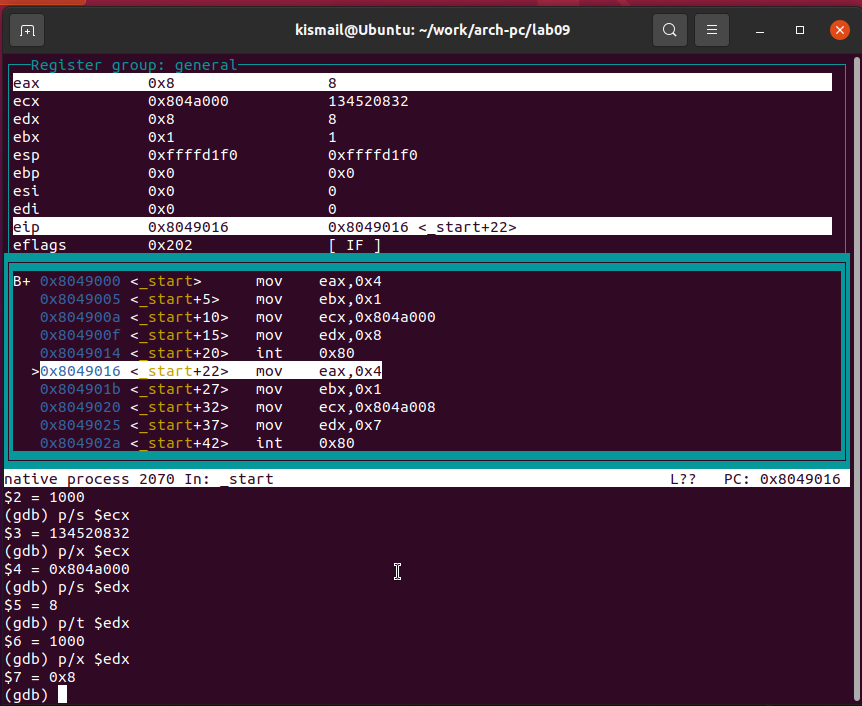 kismail@Ubuntu: ~/work/arch-pc/lab09
Register group: general
eax 0x8 8
ecx 0x804a000 134520832
edx 0x8 8
ebx 0x1 1
esp 0xffffd1f0 0xffffd1f0
ebp 0x0 0x0
esi 0x0 0
edi 0x0 0
eip 0x8049016 0x8049016 <_start+22>
eflags 0x202 [ IF ]
B+ 0x8049000 <_start> mov eax,0x4
0x8049005 <_start+5> mov ebx,0x1
0x804900a <_start+10> mov ecx,0x804a000
0x804900f <_start+15> mov edx,0x8
0x8049014 <_start+20> int 0x80
>0x8049016 <_start+22> mov eax,0x4
0x804901b <_start+27> mov ebx,0x1
0x8049020 <_start+32> mov ecx,0x804a008
0x8049025 <_start+37> mov edx,0x7
0x804902a <_start+42> int 0x80
native process 2070 In: _start L?? PC: 0x8049016
$2 = 1000
(gdb) p/s $ecx
$3 = 134520832
(gdb) p/x $ecx
$4 = 0x804a000
(gdb) p/s $edx
$5 = 8
(gdb) p/t $edx
$6 = 1000
(gdb) p/x $edx
$7 = 0x8
(gdb)